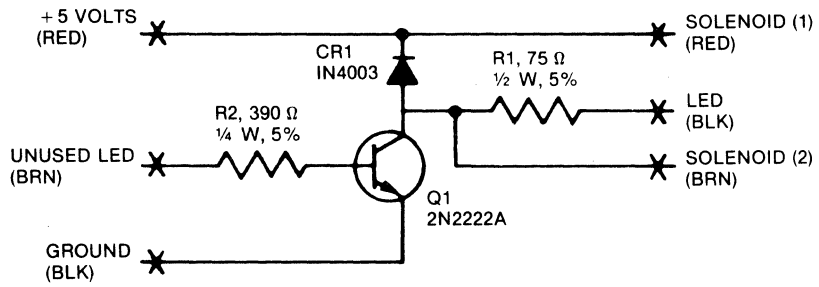 +5 VOLTS
(RED)
SOLENOID (1)
(RED)
CR1
IN4003
R1, 75 Ω
½ W, 5%
LED
(BLK)
R2, 390 Ω
¼ W, 5%
UNUSED LED
(BRN)
SOLENOID (2)
(BRN)
Q1
2N2222A
GROUND
(BLK)